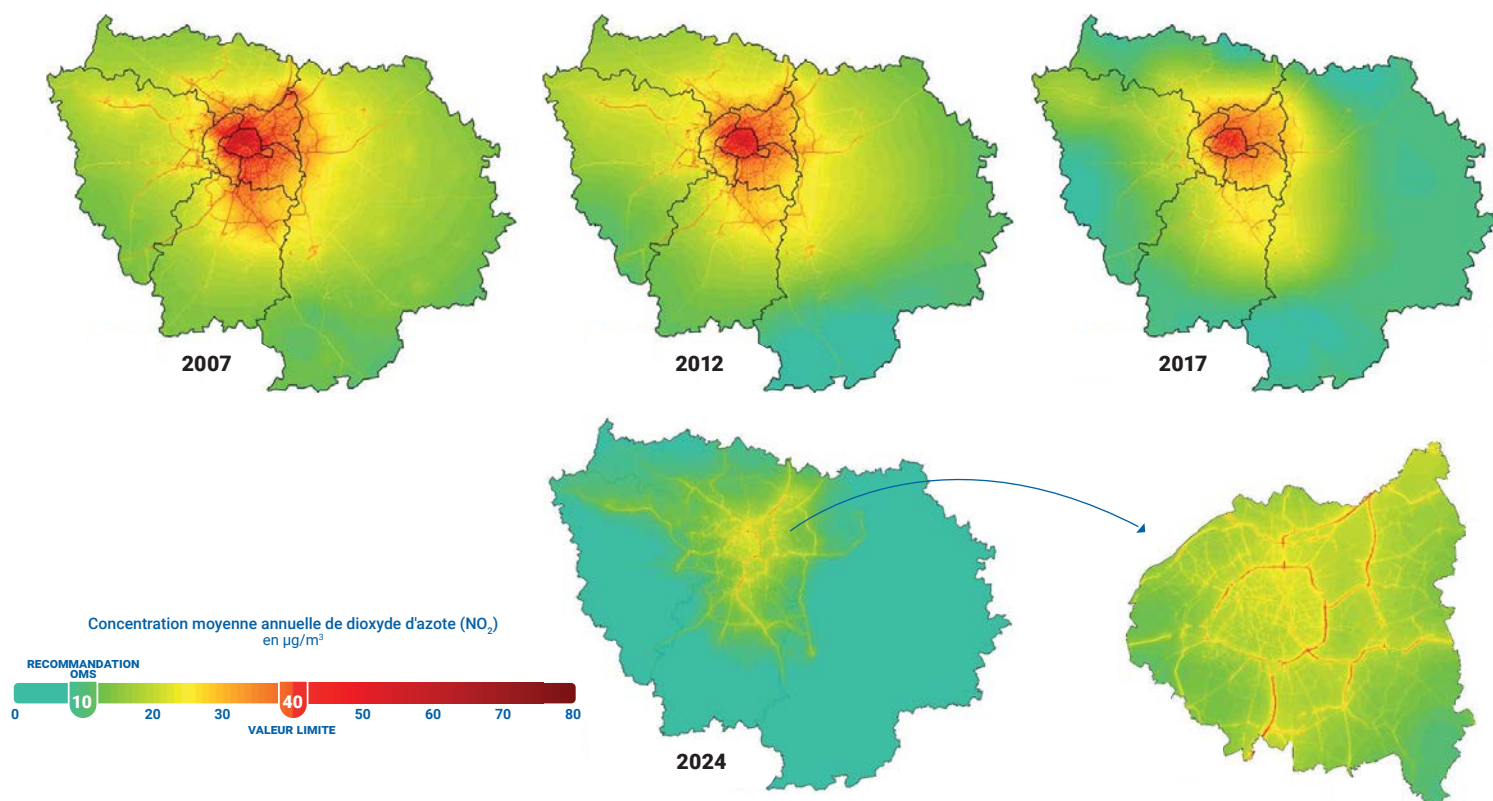 2007
2012
2017
2024
Concentration moyenne annuelle de dioxyde d'azote (NO₂)
en µg/m³
RECOMMANDATION
OMS
0 10 20 30 40 50 60 70 80
VALEUR LIMITE